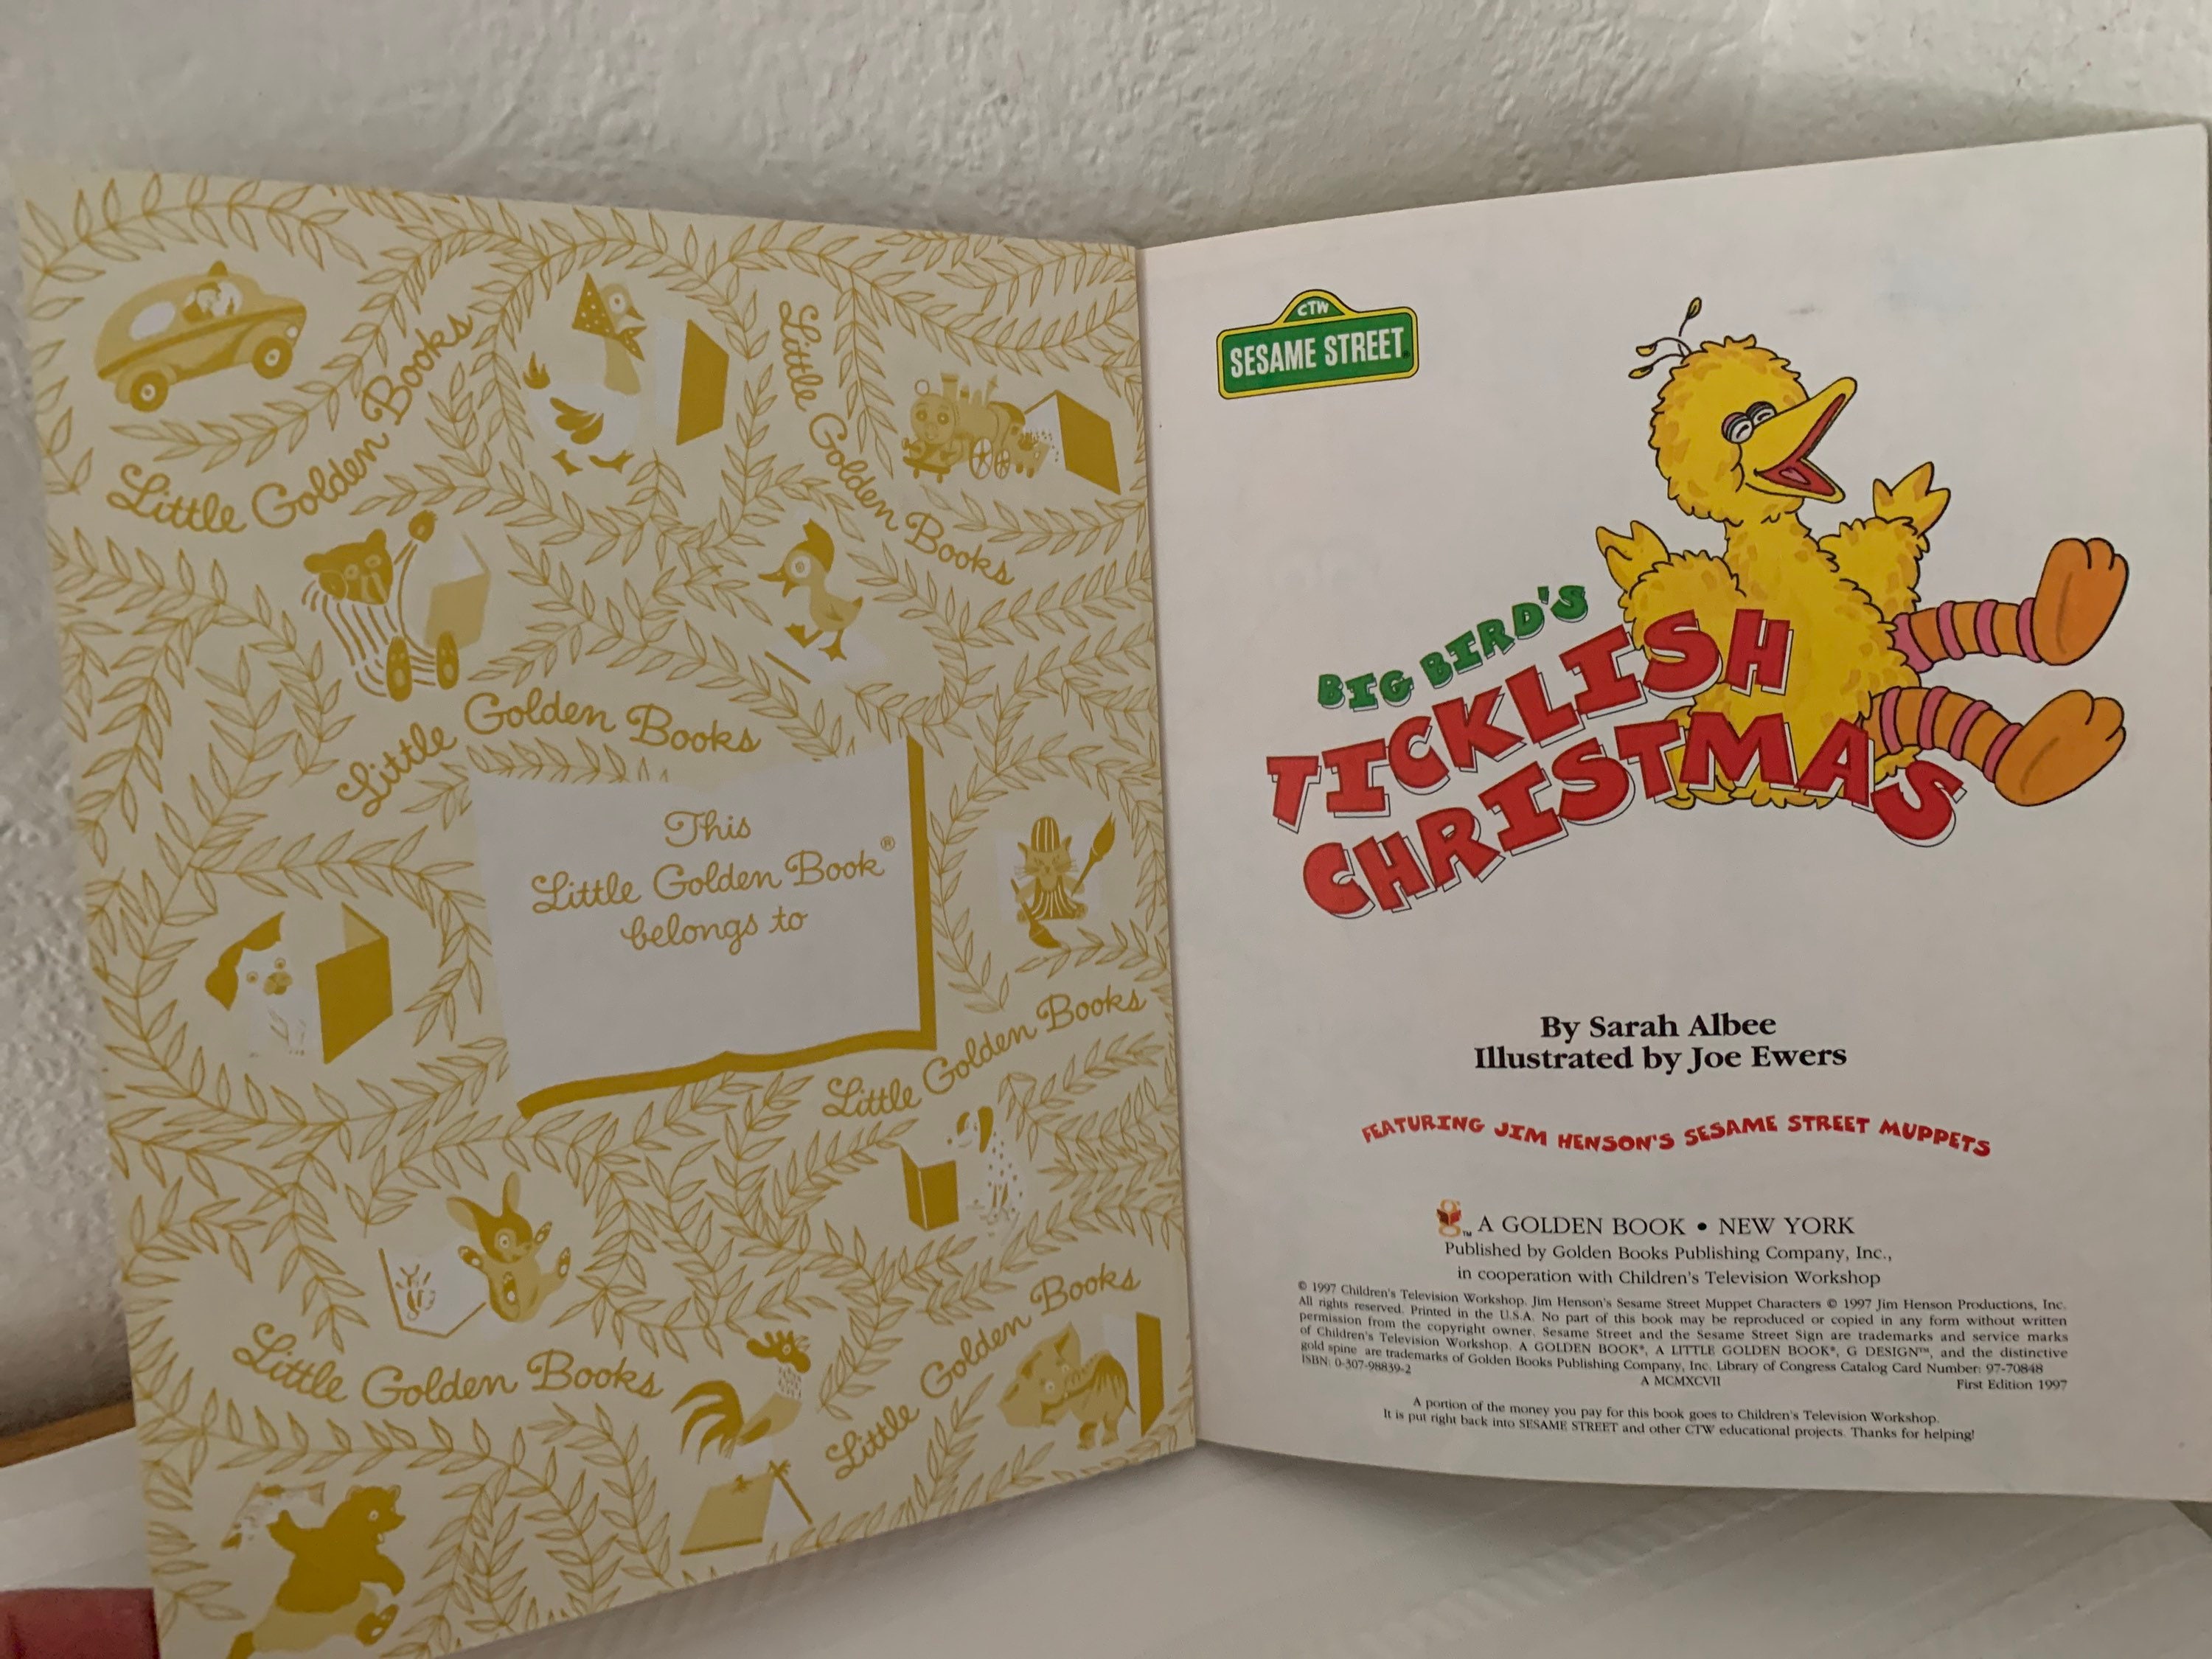 Little Golden Books
Little Golden Books
Little Golden Books
This
Little Golden Book®
belongs to
Little Golden Books
Little Golden Books
Little Golden Books
CTW
SESAME STREET
BIG BIRD'S
TICKLISH
CHRISTMAS
By Sarah Albee
Illustrated by Joe Ewers
FEATURING JIM HENSON'S SESAME STREET MUPPETS
g™ A GOLDEN BOOK • NEW YORK
Published by Golden Books Publishing Company, Inc.,
in cooperation with Children's Television Workshop
© 1997 Children's Television Workshop. Jim Henson's Sesame Street Muppet Characters © 1997 Jim Henson Productions, Inc.
All rights reserved. Printed in the U.S.A. No part of this book may be reproduced or copied in any form without written
permission from the copyright owner. Sesame Street and the Sesame Street Sign are trademarks and service marks
of Children's Television Workshop. A GOLDEN BOOK®, A LITTLE GOLDEN BOOK®, G DESIGN™, and the distinctive
gold spine are trademarks of Golden Books Publishing Company, Inc. Library of Congress Catalog Card Number: 97-70848
ISBN: 0-307-98839-2
A MCMXCVII
First Edition 1997
A portion of the money you pay for this book goes to Children's Television Workshop.
It is put right back into SESAME STREET and other CTW educational projects. Thanks for helping!